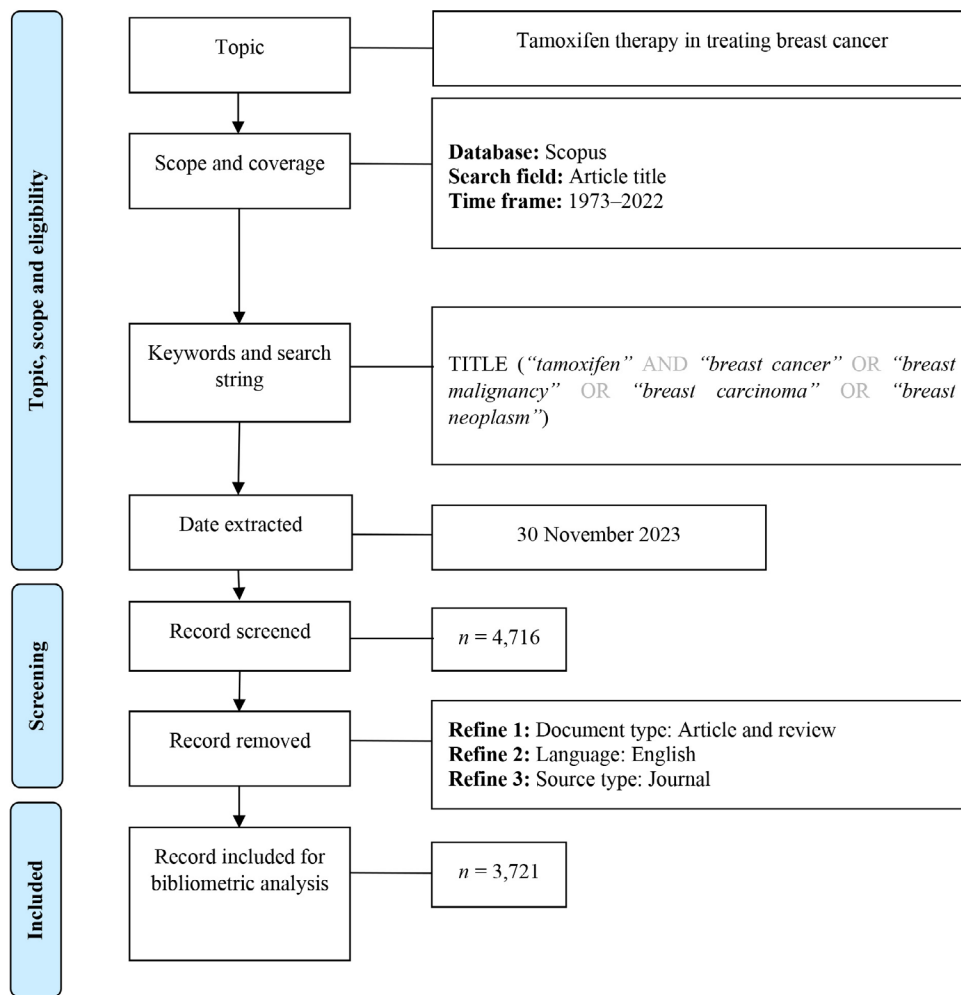 Topic, scope and eligibility
Topic
Tamoxifen therapy in treating breast cancer
Scope and coverage
Database: Scopus
Search field: Article title
Time frame: 1973–2022
Keywords and search
string
TITLE (“tamoxifen” AND “breast cancer” OR “breast
malignancy” OR “breast carcinoma” OR “breast
neoplasm”)
Date extracted
30 November 2023
Screening
Record screened
n = 4,716
Record removed
Refine 1: Document type: Article and review
Refine 2: Language: English
Refine 3: Source type: Journal
Included
Record included for
bibliometric analysis
n = 3,721